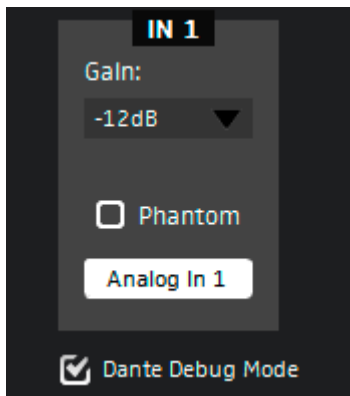 IN 1
Gain:
-12dB
Phantom
Analog In 1
Dante Debug Mode